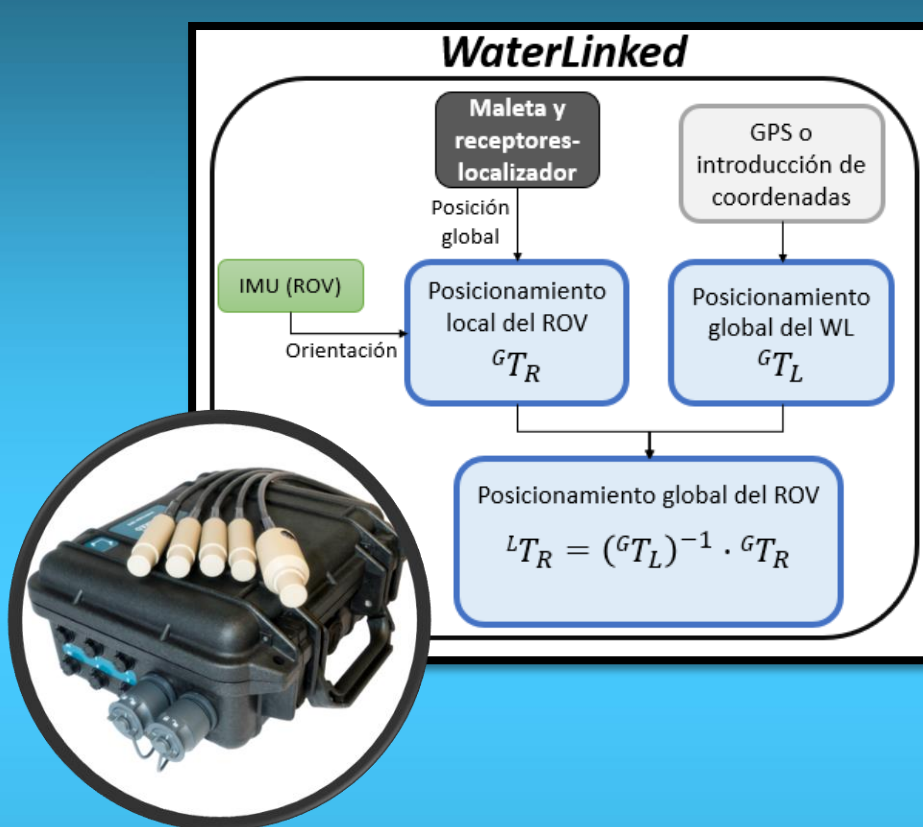 WaterLinked
Maleta y
receptores-
localizador
GPS o
introducción de
coordenadas
Posición
global
IMU (ROV)
Orientación
Posicionamiento
local del ROV
ᴳT_R
Posicionamiento
global del WL
ᴳT_L
Posicionamiento global del ROV
ᴸT_R = (ᴳT_L)⁻¹ · ᴳT_R